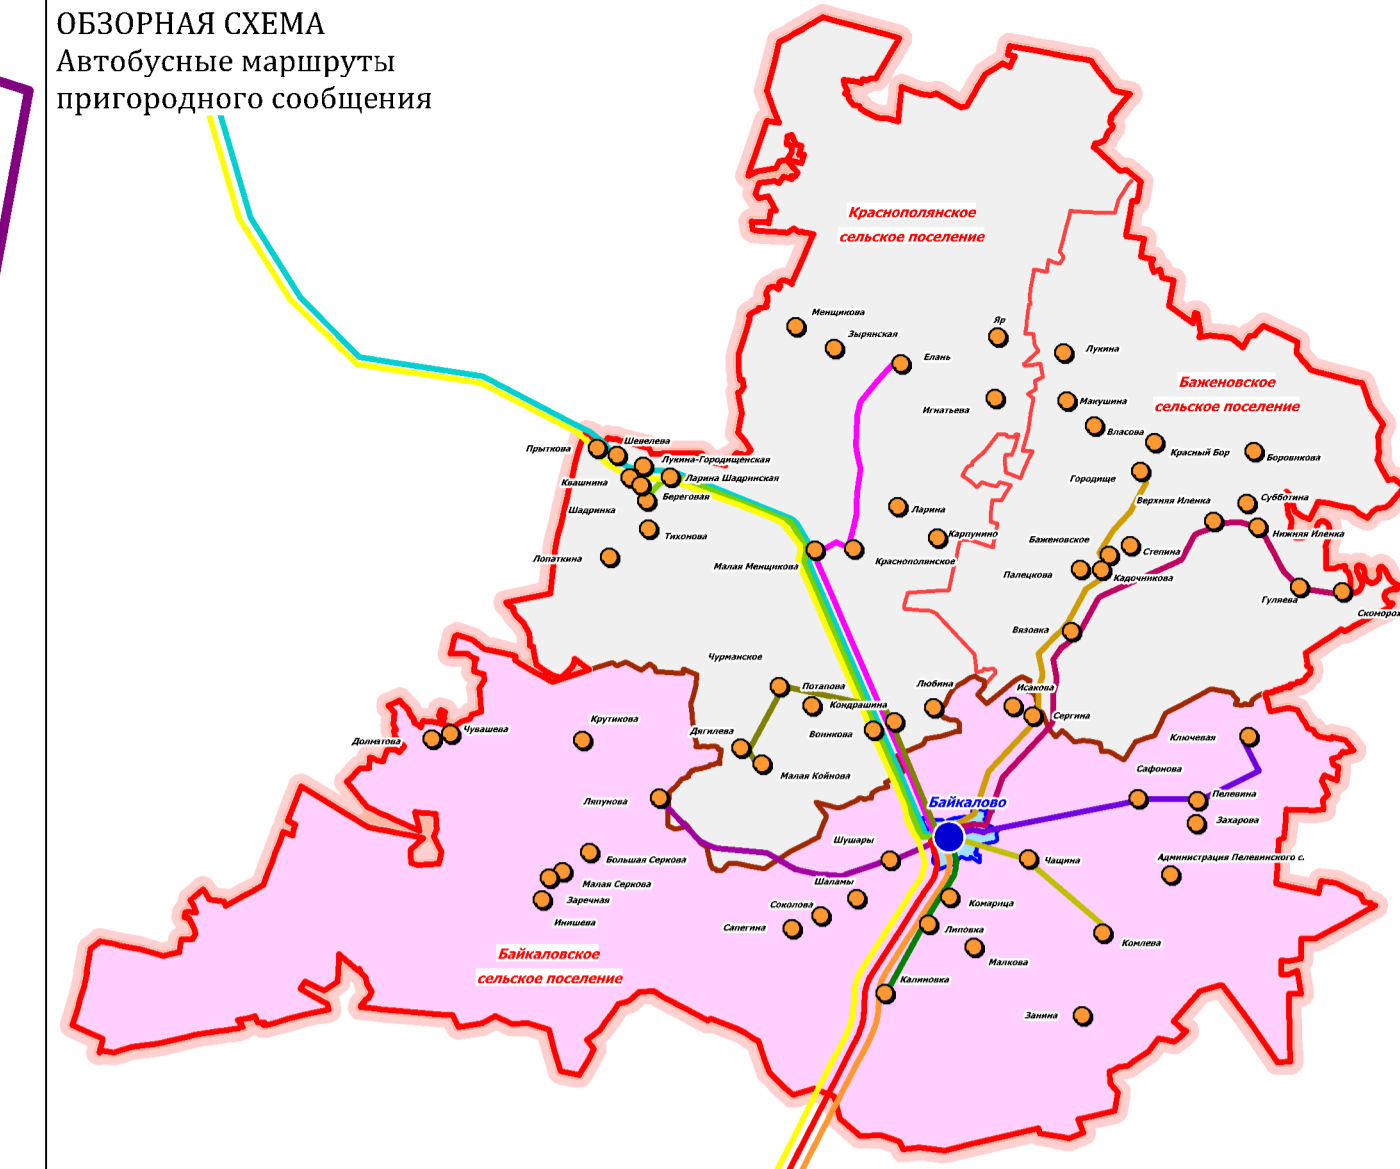 ОБЗОРНАЯ СХЕМА
Автобусные маршруты
пригородного сообщения
Краснополянское
сельское поселение
Менщикова
Зырянская
Елань
Яр
Лукина
Баженовское
сельское поселение
Игнатьева
Макушина
Власова
Красный Бор
Боровикова
Прыткова
Шевелева
Лукина-Городищенская
Квашнина
Ларина Шадринская
Городище
Береговая
Верхняя Иленка
Субботина
Шадринка
Ларина
Тихонова
Карпунино
Баженовское
Нижняя Иленка
Лопаткина
Малая Менщикова
Краснополянское
Степина
Палецкова
Кадочникова
Гуляева
Вязовка
Чурманское
Потапова
Любина
Исакова
Кондрашина
Сергина
Долматова
Чувашева
Крутикова
Дягилева
Воинкова
Ключевая
Малая Койнова
Сафонова
Ляпунова
Байкалово
Пелевина
Захарова
Шушары
Чащина
Администрация Пелевинского с.
Большая Серкова
Малая Серкова
Шаламы
Заречная
Соколова
Комарица
Инишева
Сапегина
Липовка
Комлева
Байкаловское
сельское поселение
Малкова
Калиновка
Занина